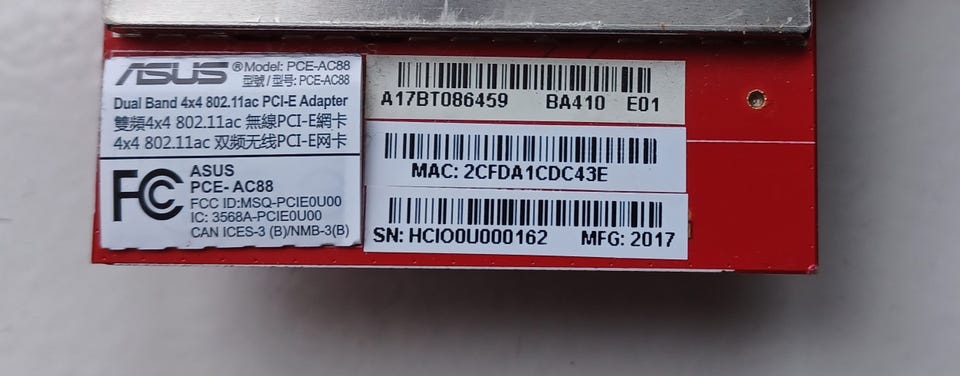 ASUS ® Model: PCE-AC88
型號/型号: PCE-AC88
Dual Band 4x4 802.11ac PCI-E Adapter
雙頻4x4 802.11ac 無線PCI-E網卡
4x4 802.11ac 双频无线PCI-E网卡
FC ASUS
PCE- AC88
FCC ID:MSQ-PCIE0U00
IC: 3568A-PCIE0U00
CAN ICES-3 (B)/NMB-3(B)
A17BT086459 BA410 E01
MAC: 2CFDA1CDC43E
SN: HCIO0U000162 MFG: 2017